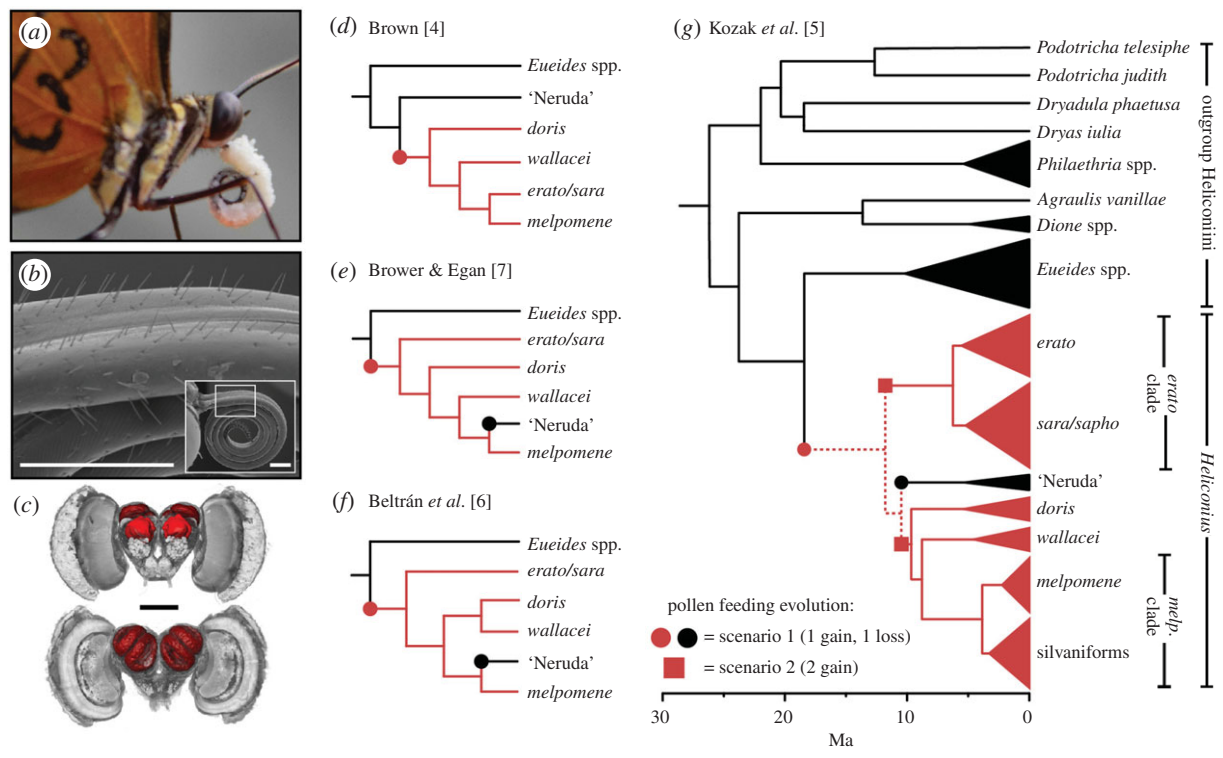 (a)
(b)
(c)
(d) Brown [4]
Eueides spp.
‘Neruda’
doris
wallacei
erato/sara
melpomene
(e) Brower & Egan [7]
Eueides spp.
erato/sara
doris
wallacei
‘Neruda’
melpomene
(f) Beltrán et al. [6]
Eueides spp.
erato/sara
doris
wallacei
‘Neruda’
melpomene
(g) Kozak et al. [5]
Podotricha telesiphe
Podotricha judith
Dryadula phaetusa
Dryas iulia
Philaethria spp.
Agraulis vanillae
Dione spp.
Eueides spp.
erato
sara/sapho
‘Neruda’
doris
wallacei
melpomene
silvaniforms
outgroup Heliconiini
erato
clade
Heliconius
melp.
clade
pollen feeding evolution:
= scenario 1 (1 gain, 1 loss)
= scenario 2 (2 gain)
30 20 10 0
Ma